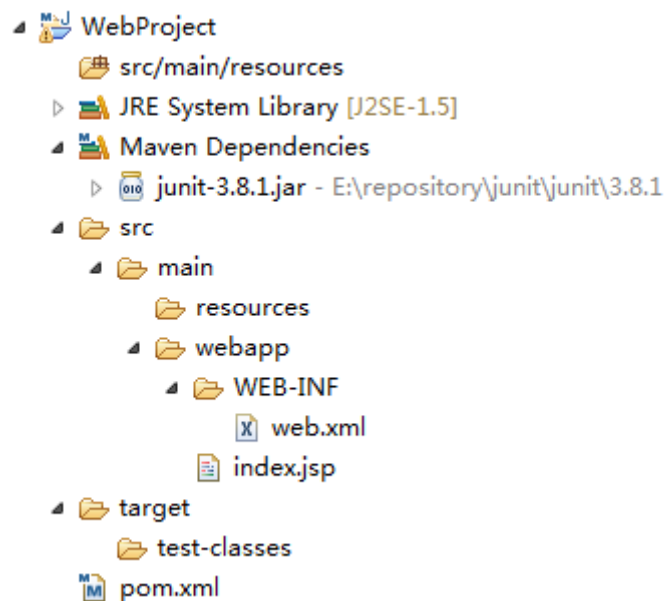 WebProject
src/main/resources
JRE System Library [J2SE-1.5]
Maven Dependencies
junit-3.8.1.jar - E:\repository\junit\junit\3.8.1
src
main
resources
webapp
WEB-INF
web.xml
index.jsp
target
test-classes
pom.xml